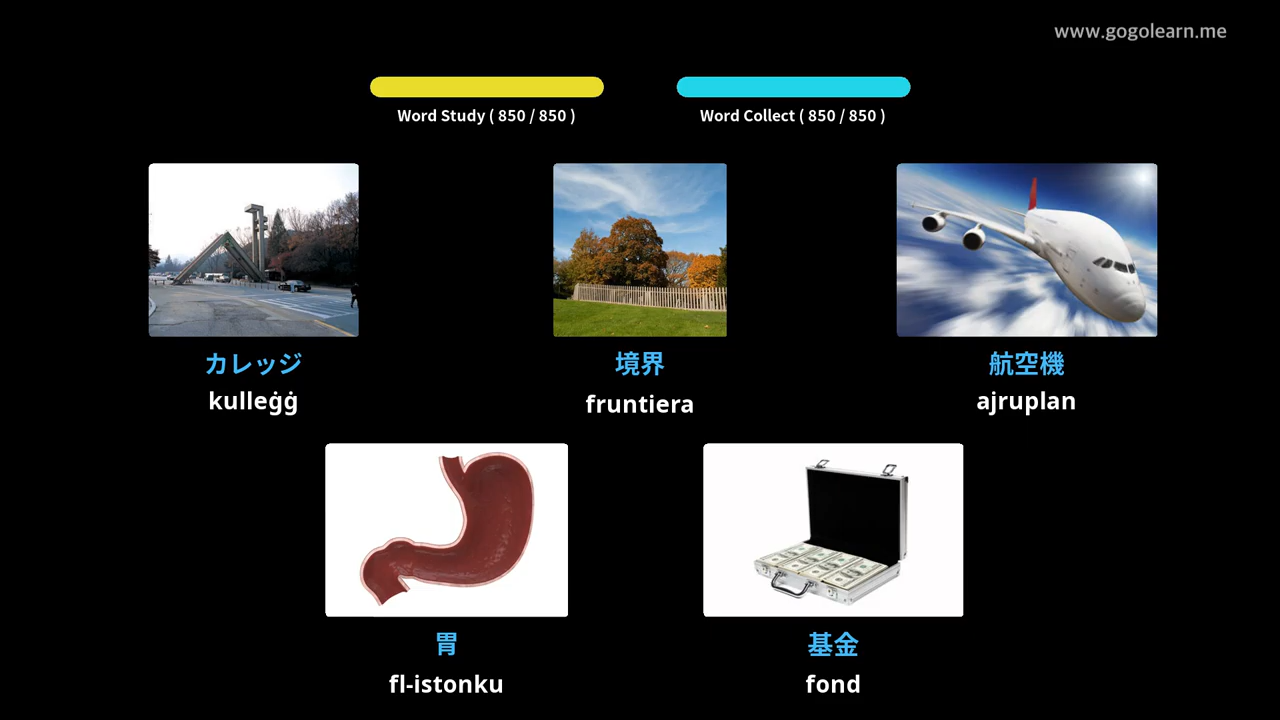 www.gogolearn.me
Word Study ( 850 / 850 )
Word Collect ( 850 / 850 )
カレッジ
kulleġġ
境界
fruntiera
航空機
ajruplan
胃
fl-istonku
基金
fond